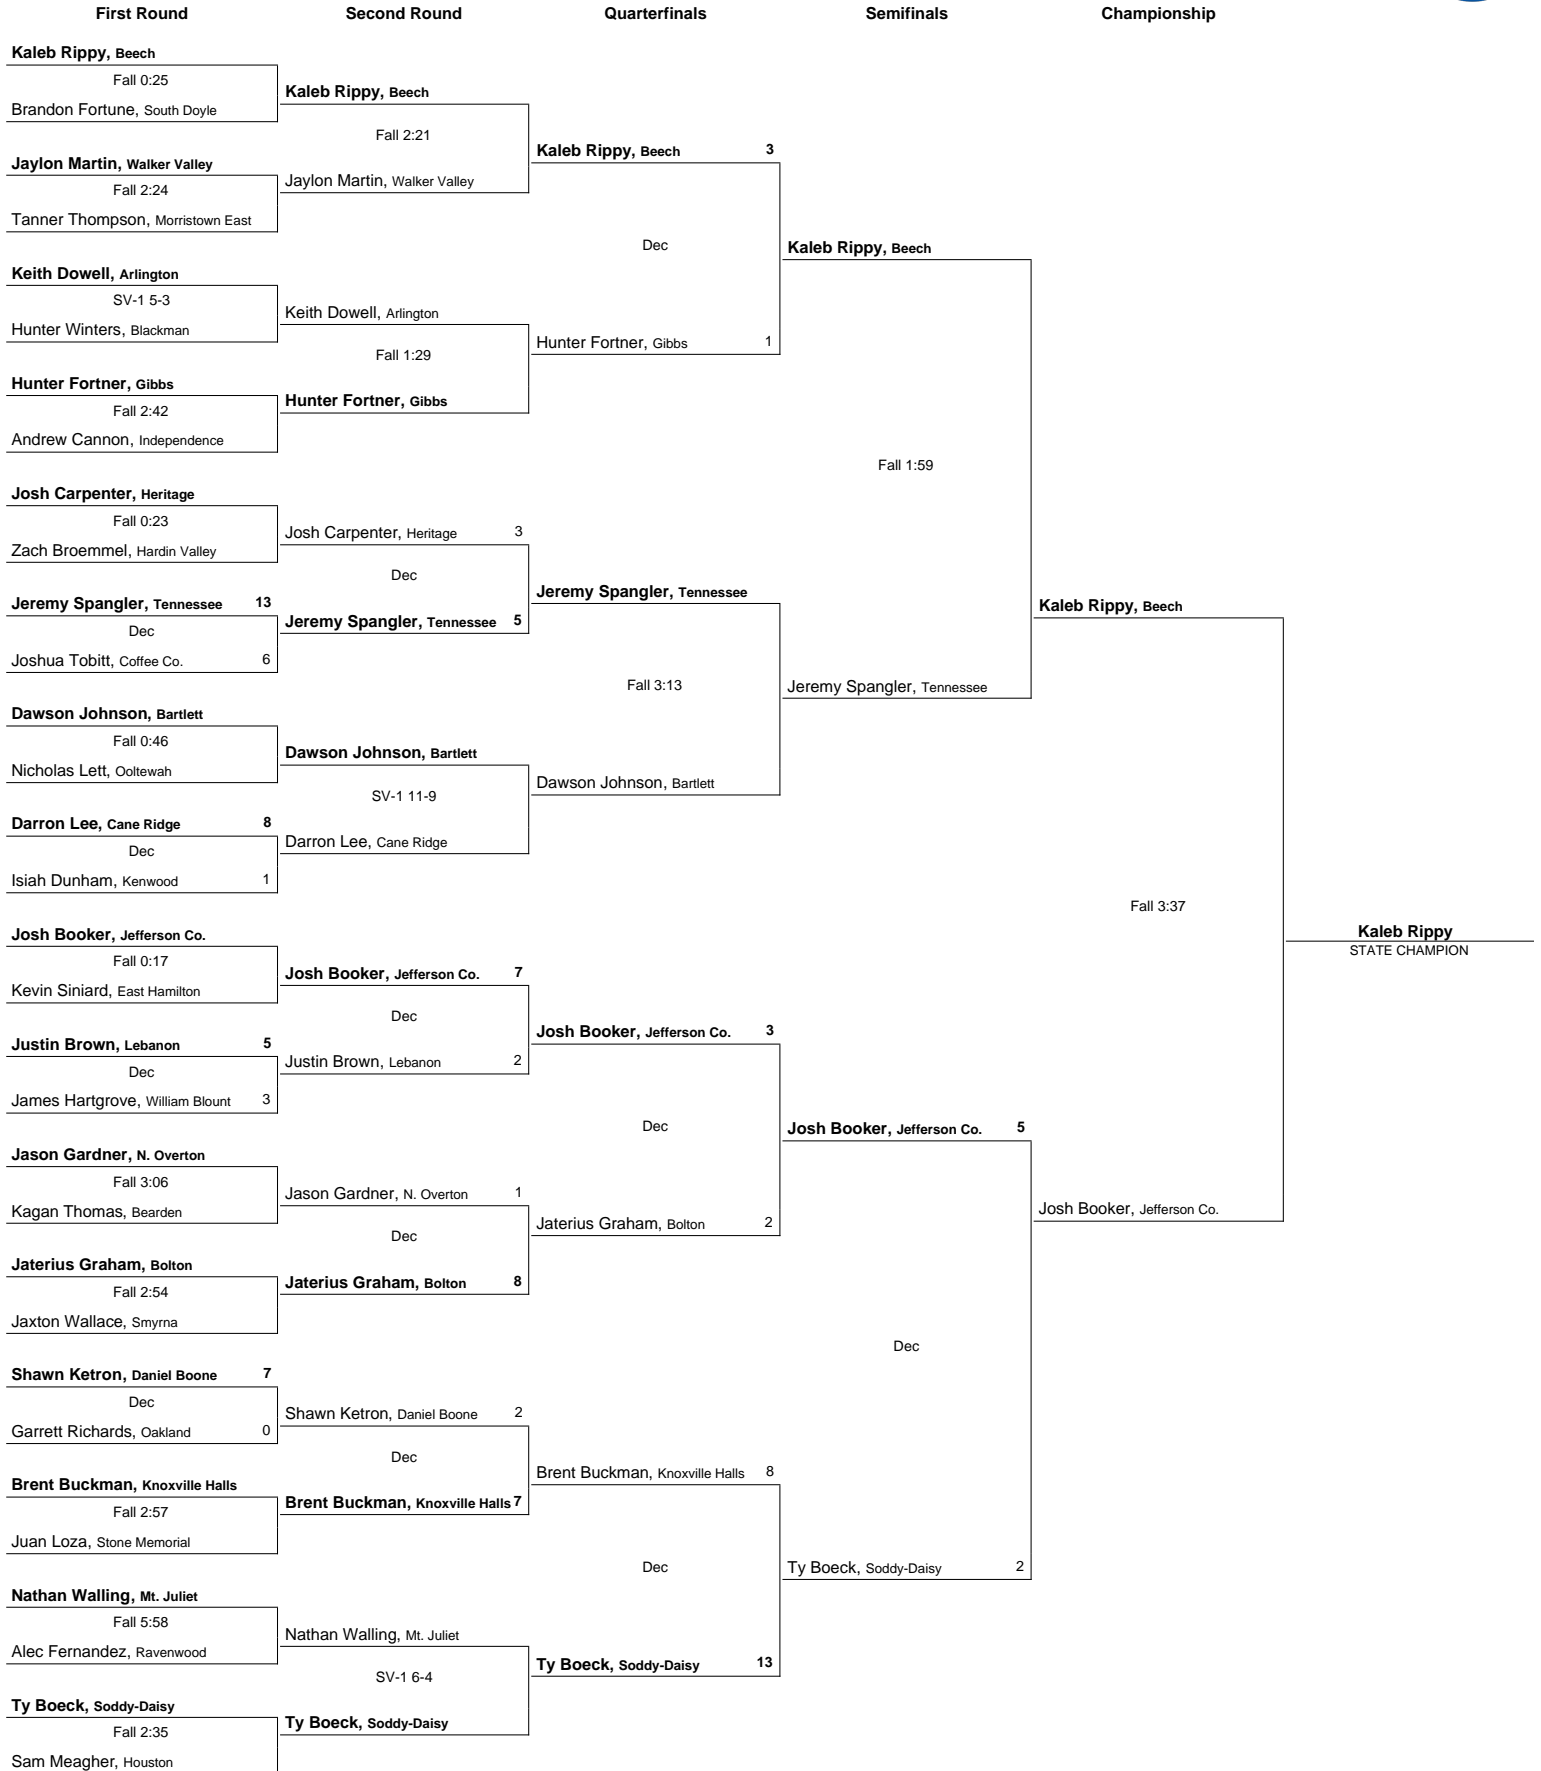 First Round Second Round Quarterfinals Semifinals Championship
Kaleb Rippy, Beech
Fall 0:25
Brandon Fortune, South Doyle
Jaylon Martin, Walker Valley
Fall 2:24
Tanner Thompson, Morristown East
Keith Dowell, Arlington
SV-1 5-3
Hunter Winters, Blackman
Hunter Fortner, Gibbs
Fall 2:42
Andrew Cannon, Independence
Josh Carpenter, Heritage
Fall 0:23
Zach Broemmel, Hardin Valley
Jeremy Spangler, Tennessee 13
Dec
Joshua Tobitt, Coffee Co. 6
Dawson Johnson, Bartlett
Fall 0:46
Nicholas Lett, Ooltewah
Darron Lee, Cane Ridge 8
Dec
Isiah Dunham, Kenwood 1
Josh Booker, Jefferson Co.
Fall 0:17
Kevin Siniard, East Hamilton
Justin Brown, Lebanon 5
Dec
James Hartgrove, William Blount 3
Jason Gardner, N. Overton
Fall 3:06
Kagan Thomas, Bearden
Jaterius Graham, Bolton
Fall 2:54
Jaxton Wallace, Smyrna
Shawn Ketron, Daniel Boone 7
Dec
Garrett Richards, Oakland 0
Brent Buckman, Knoxville Halls
Fall 2:57
Juan Loza, Stone Memorial
Nathan Walling, Mt. Juliet
Fall 5:58
Alec Fernandez, Ravenwood
Ty Boeck, Soddy-Daisy
Fall 2:35
Sam Meagher, Houston
Kaleb Rippy, Beech
Fall 2:21
Jaylon Martin, Walker Valley
Keith Dowell, Arlington
Fall 1:29
Hunter Fortner, Gibbs
Josh Carpenter, Heritage 3
Dec
Jeremy Spangler, Tennessee 5
Dawson Johnson, Bartlett
SV-1 11-9
Darron Lee, Cane Ridge
Josh Booker, Jefferson Co. 7
Dec
Justin Brown, Lebanon 2
Jason Gardner, N. Overton 1
Dec
Jaterius Graham, Bolton 8
Shawn Ketron, Daniel Boone 2
Dec
Brent Buckman, Knoxville Halls 7
Nathan Walling, Mt. Juliet
SV-1 6-4
Ty Boeck, Soddy-Daisy
Kaleb Rippy, Beech 3
Dec
Hunter Fortner, Gibbs 1
Jeremy Spangler, Tennessee
Fall 3:13
Dawson Johnson, Bartlett
Josh Booker, Jefferson Co. 3
Dec
Jaterius Graham, Bolton 2
Brent Buckman, Knoxville Halls 8
Dec
Ty Boeck, Soddy-Daisy 13
Kaleb Rippy, Beech
Fall 1:59
Jeremy Spangler, Tennessee
Josh Booker, Jefferson Co. 5
Dec
Ty Boeck, Soddy-Daisy 2
Kaleb Rippy, Beech
Fall 3:37
Josh Booker, Jefferson Co.
Kaleb Rippy
STATE CHAMPION